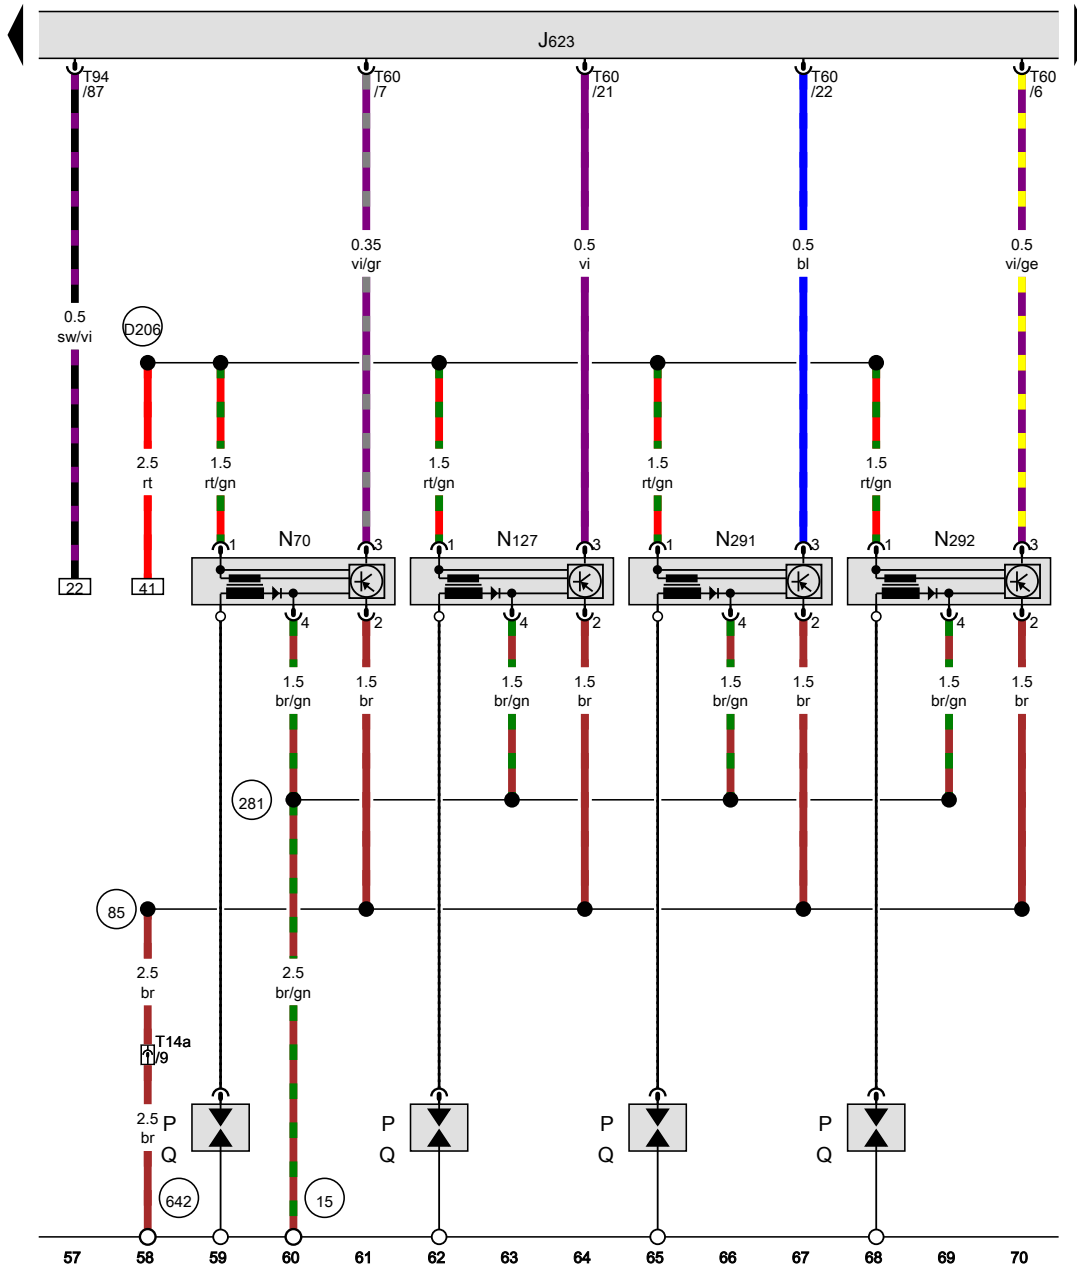 J623
T94 T60 T60 T60 T60
/87 /7 /21 /22 /6
0.35 0.5 0.5 0.5
vi/gr vi bl vi/ge
0.5
sw/vi
D206
2.5 1.5 1.5 1.5 1.5
rt rt/gn rt/gn rt/gn rt/gn
1 N70 3 1 N127 3 1 N291 3 1 N292 3
22 41
4 2 4 2 4 2 4 2
1.5 1.5 1.5 1.5 1.5 1.5 1.5 1.5
br/gn br br/gn br br/gn br br/gn br
281
85
2.5 2.5
br br/gn
T14a
/9
2.5 P P P P
br Q Q Q Q
642 15
57 58 59 60 61 62 63 64 65 66 67 68 69 70